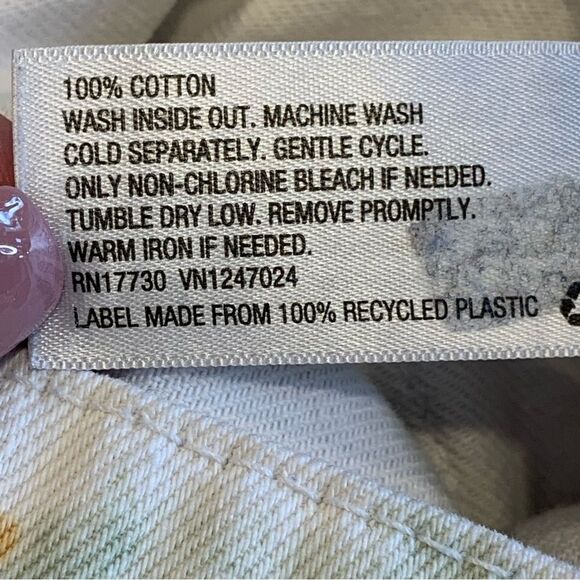 100% COTTON
WASH INSIDE OUT. MACHINE WASH
COLD SEPARATELY. GENTLE CYCLE.
ONLY NON-CHLORINE BLEACH IF NEEDED.
TUMBLE DRY LOW. REMOVE PROMPTLY.
WARM IRON IF NEEDED.
RN17730 VN1247024
LABEL MADE FROM 100% RECYCLED PLASTIC